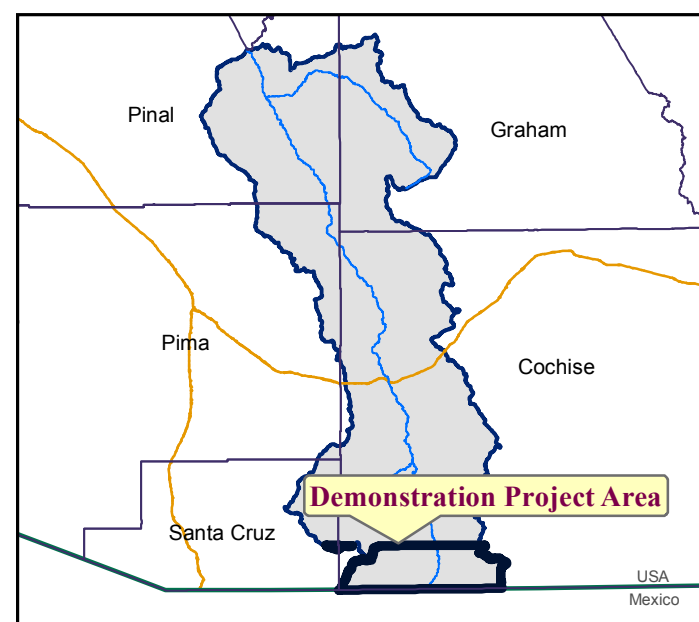 Pinal
Graham
Pima
Cochise
Demonstration Project Area
Santa Cruz
USA
Mexico